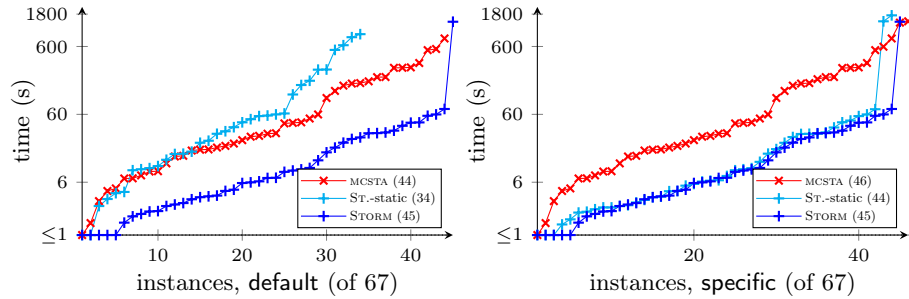 1800
600
60
6
≤1
time (s)
10
20
30
40
instances, default (of 67)
MCSTA (44)
ST.-static (34)
STORM (45)
1800
600
60
6
≤1
time (s)
20
40
instances, specific (of 67)
MCSTA (46)
ST.-static (44)
STORM (45)